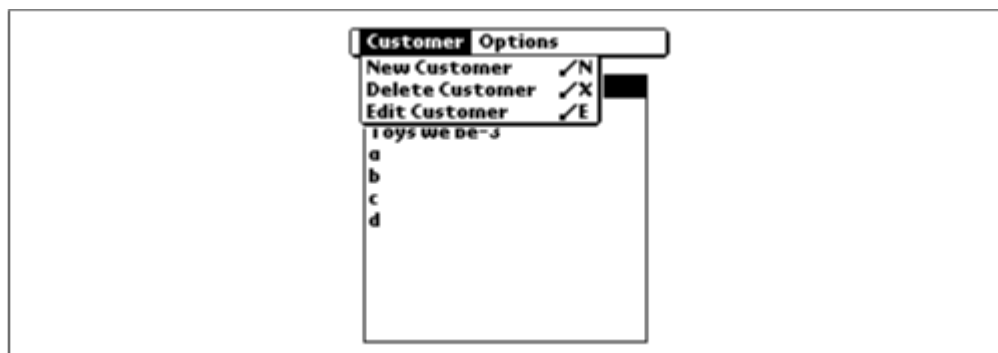 Customer Options
New Customer /N
Delete Customer /X
Edit Customer /E
Toys We Be-3
a
b
c
d